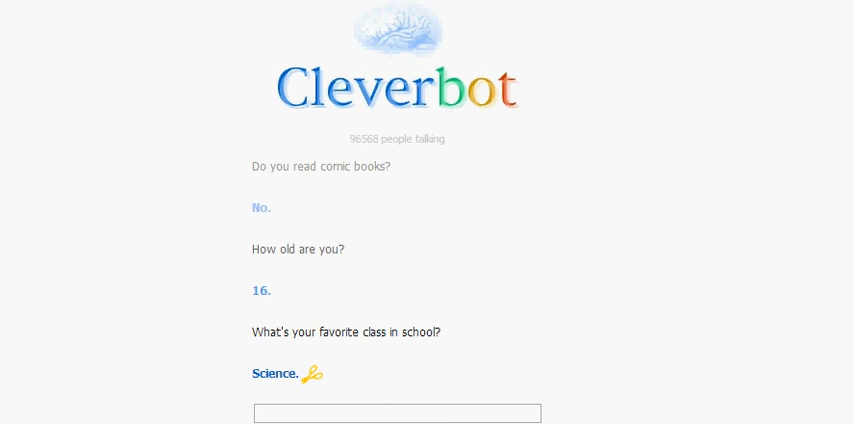 Cleverbot
96568 people talking
Do you read comic books?
No.
How old are you?
16.
What's your favorite class in school?
Science.